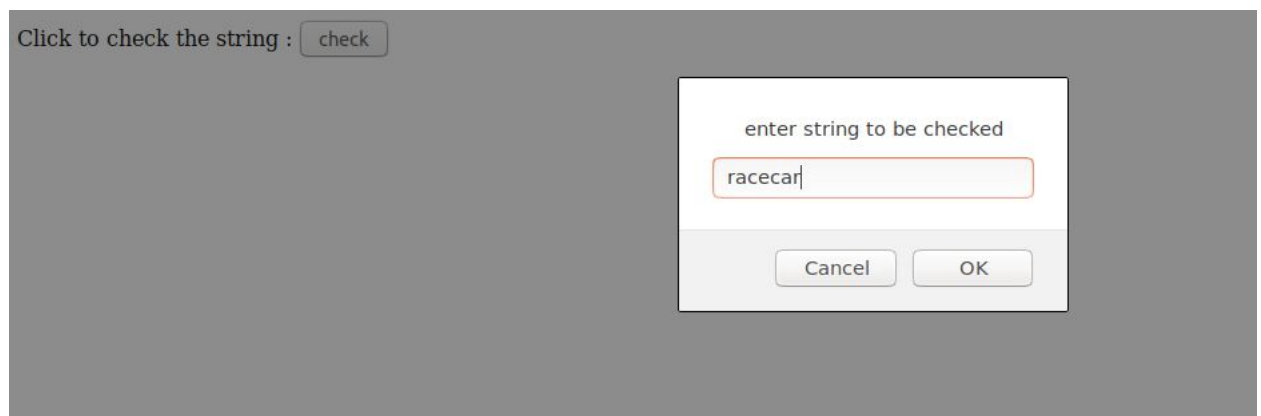 Click to check the string : check
enter string to be checked
racecar
Cancel OK